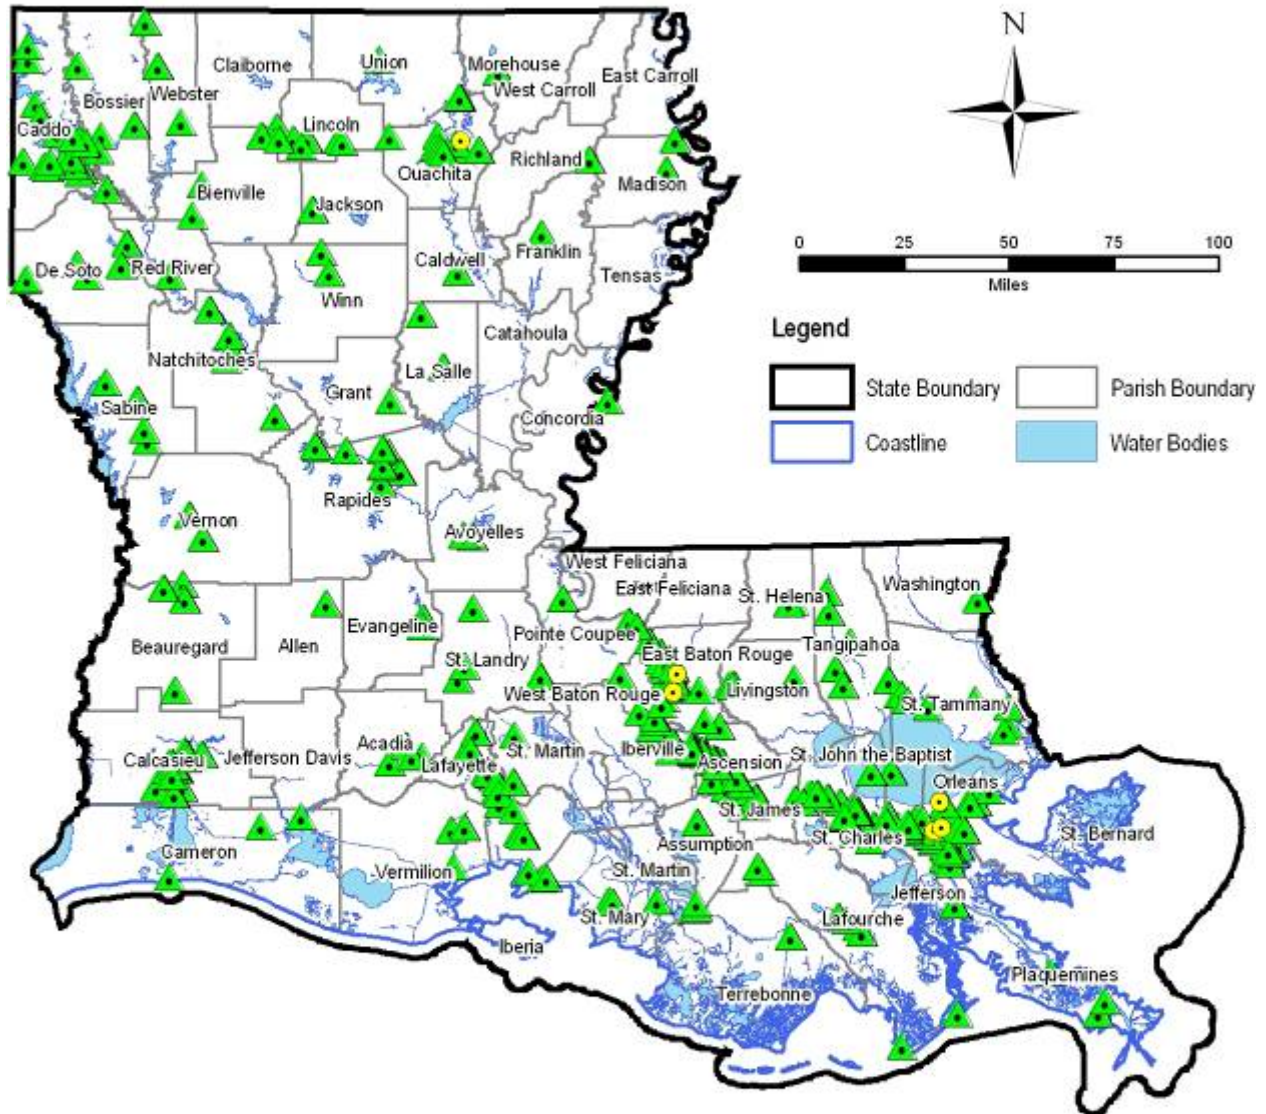 N
Claiborne
Union
Morehouse
West Carroll
East Carroll
Webster
Bossier
Caddo
Lincoln
Ouachita
Richland
Madison
Bienville
Jackson
De Soto
Red River
Winn
Caldwell
Franklin
Tensas
0 25 50 75 100
Miles
Legend
State Boundary
Parish Boundary
Coastline
Water Bodies
Natchitoches
Catahoula
La Salle
Grant
Sabine
Concordia
Rapides
Vernon
Avoyelles
West Feliciana
East Feliciana
St. Helena
Washington
Beauregard
Allen
Evangeline
Pointe Coupee
Tangipahoa
East Baton Rouge
St. Landry
West Baton Rouge
Livingston
St. Tammany
Calcasieu
Jefferson Davis
Acadia
Lafayette
St. Martin
Iberville
Ascension
St. John the Baptist
Orleans
St. James
St. Charles
St. Bernard
Cameron
Vermilion
Assumption
St. Martin
Jefferson
St. Mary
Lafourche
Iberia
Plaquemines
Terrebonne